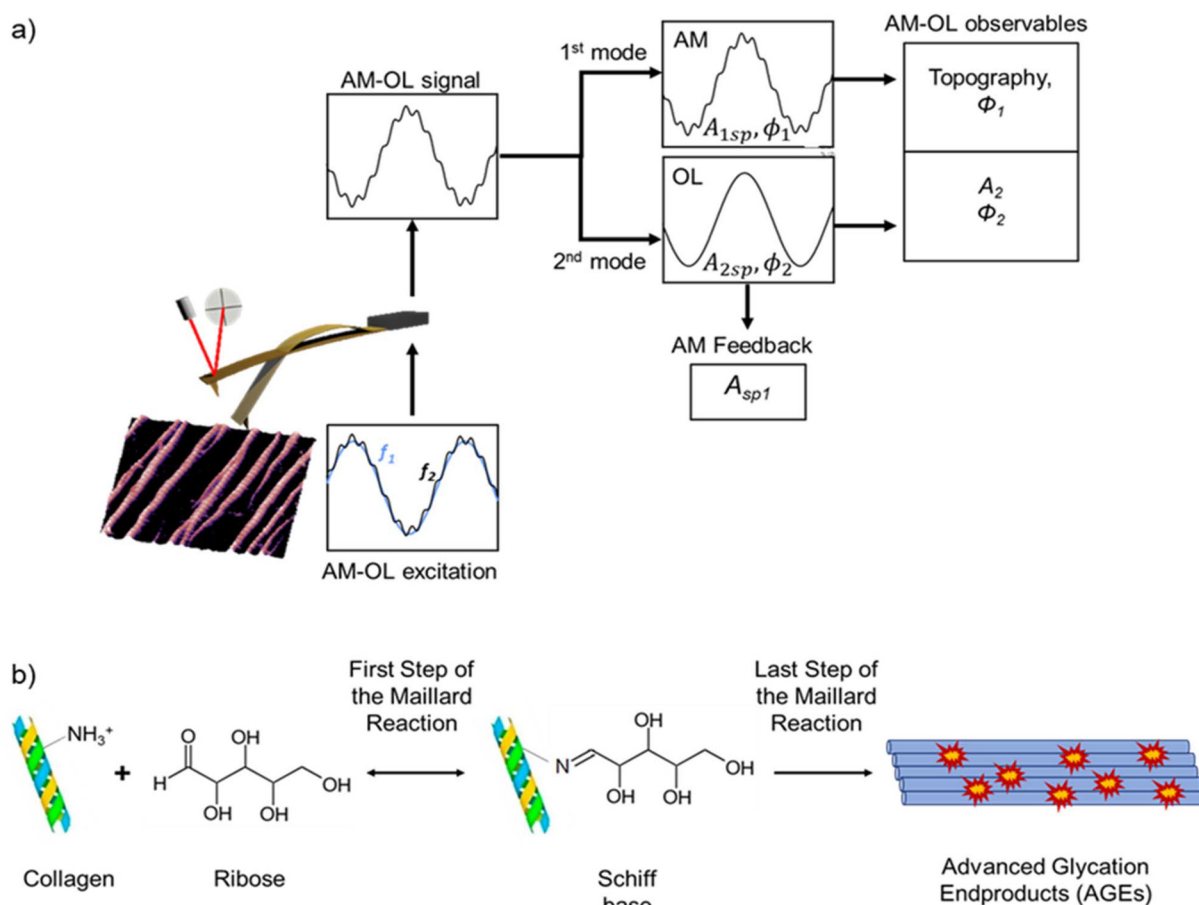 a)
AM-OL signal
1st mode
2nd mode
AM
A1sp, ϕ1
OL
A2sp, ϕ2
AM-OL observables
Topography,
Φ1
A2
Φ2
AM Feedback
Asp1
f1
f2
AM-OL excitation
b)
First Step of
the Maillard
Reaction
Last Step of
the Maillard
Reaction
NH3+
+
O
H
OH
OH
OH
OH
N
OH
OH
OH
OH
Collagen
Ribose
Schiff
base
Advanced Glycation
Endproducts (AGEs)